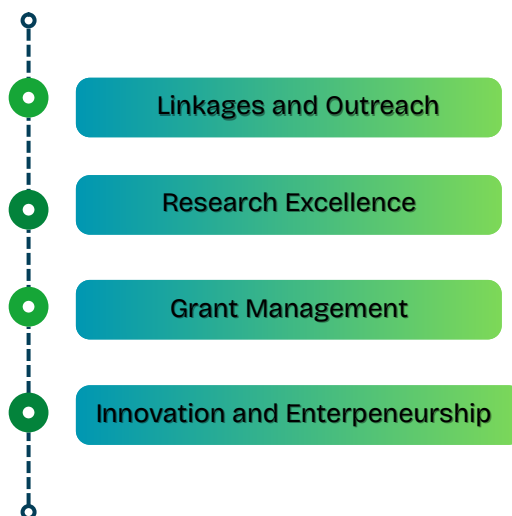 Linkages and Outreach
Research Excellence
Grant Management
Innovation and Enterpeneurship